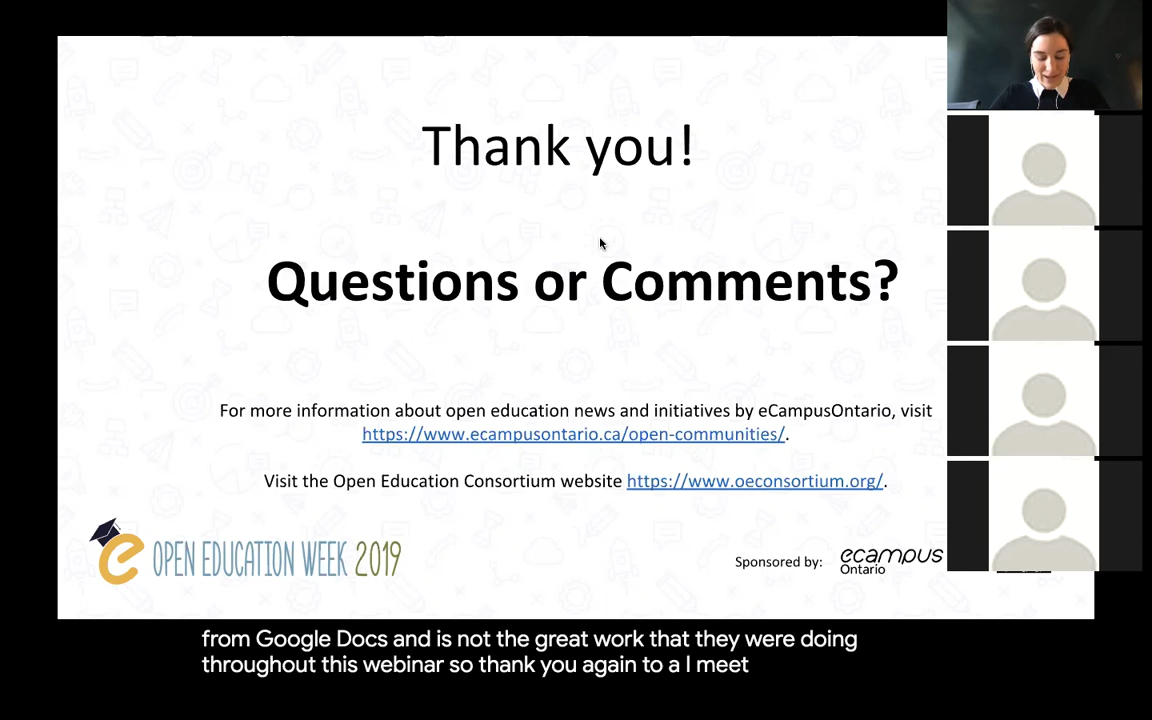 Thank you!
Questions or Comments?
For more information about open education news and initiatives by eCampusOntario, visit
https://www.ecampusontario.ca/open-communities/.
Visit the Open Education Consortium website https://www.oeconsortium.org/.
e OPEN EDUCATION WEEK 2019
Sponsored by:
ecampus
Ontario
from Google Docs and is not the great work that they were doing
throughout this webinar so thank you again to a I meet